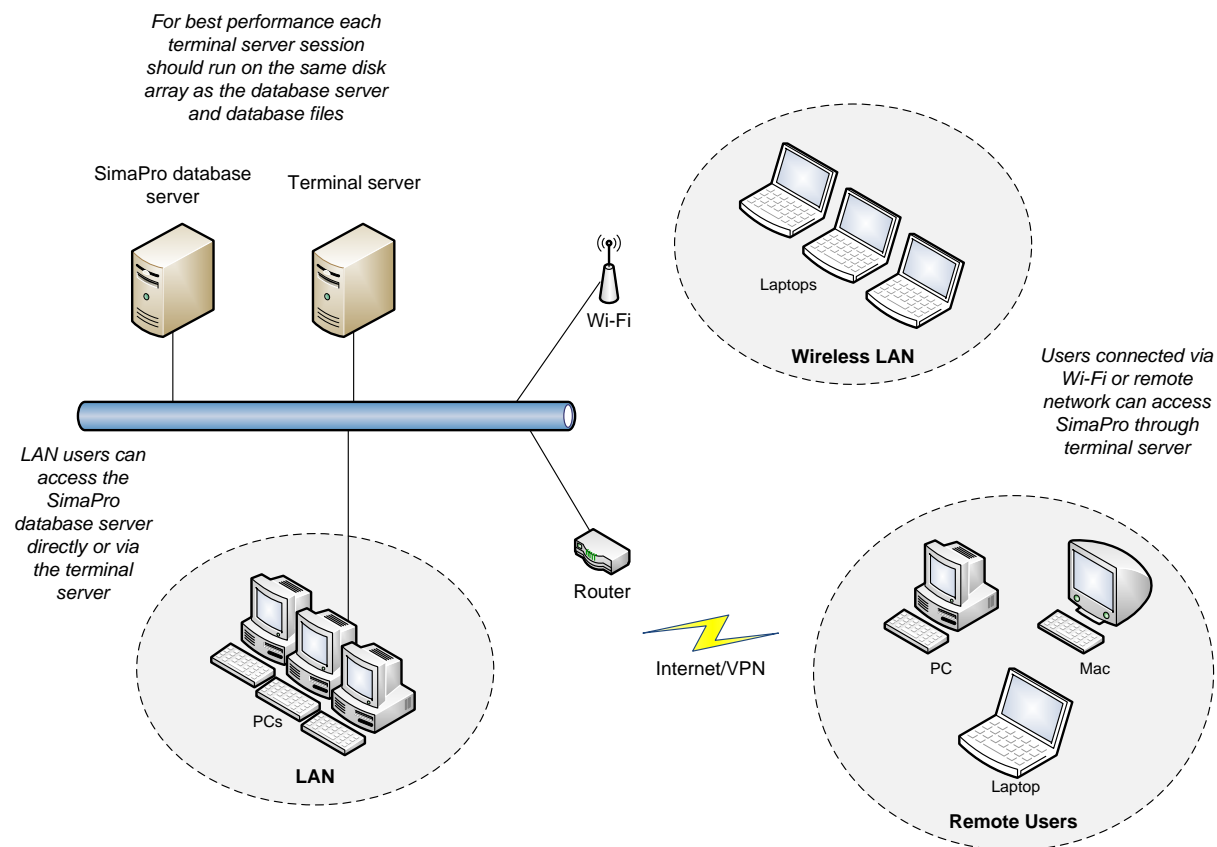 For best performance each
terminal server session
should run on the same disk
array as the database server
and database files
SimaPro database
server
Terminal server
Wi-Fi
Laptops
Wireless LAN
Users connected via
Wi-Fi or remote
network can access
SimaPro through
terminal server
LAN users can
access the
SimaPro
database server
directly or via
the terminal
server
Router
PCs
LAN
Internet/VPN
PC
Mac
Laptop
Remote Users